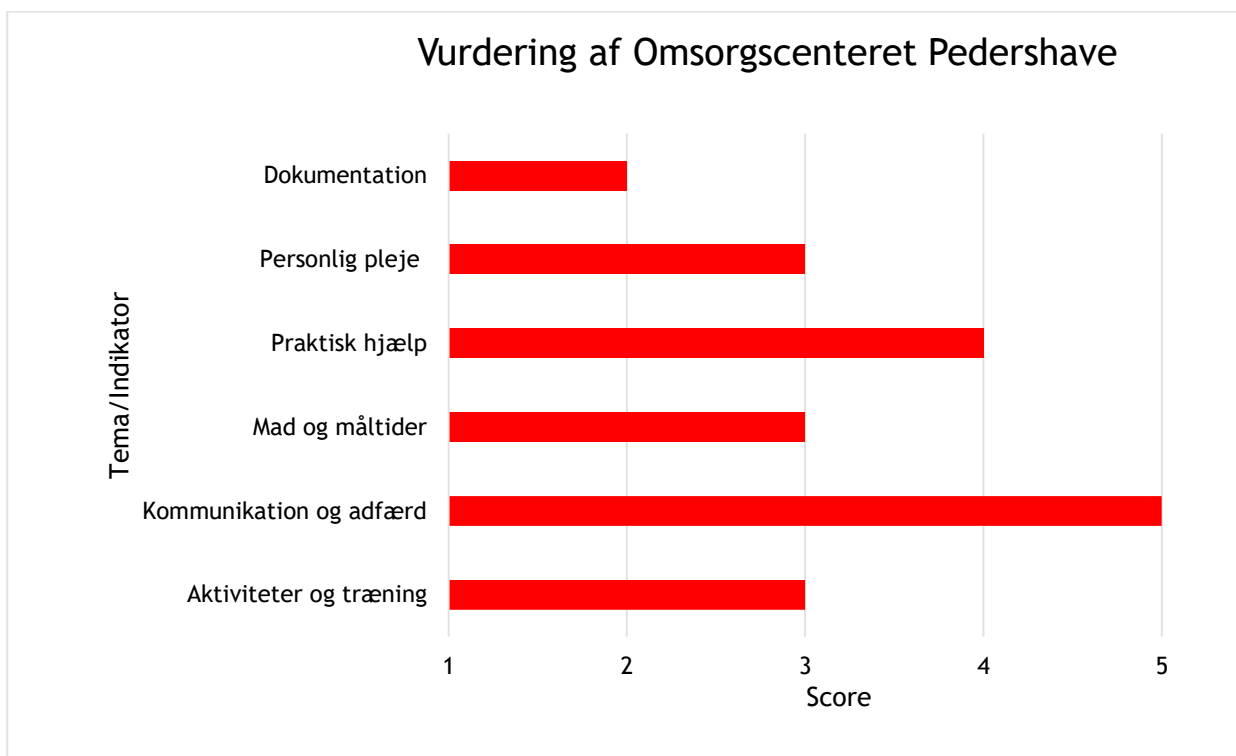 Vurdering af Omsorgscenteret Pedershave
Tema/Indikator
Dokumentation
Personlig pleje
Praktisk hjælp
Mad og måltider
Kommunikation og adfærd
Aktiviteter og træning
1 2 3 4 5
Score